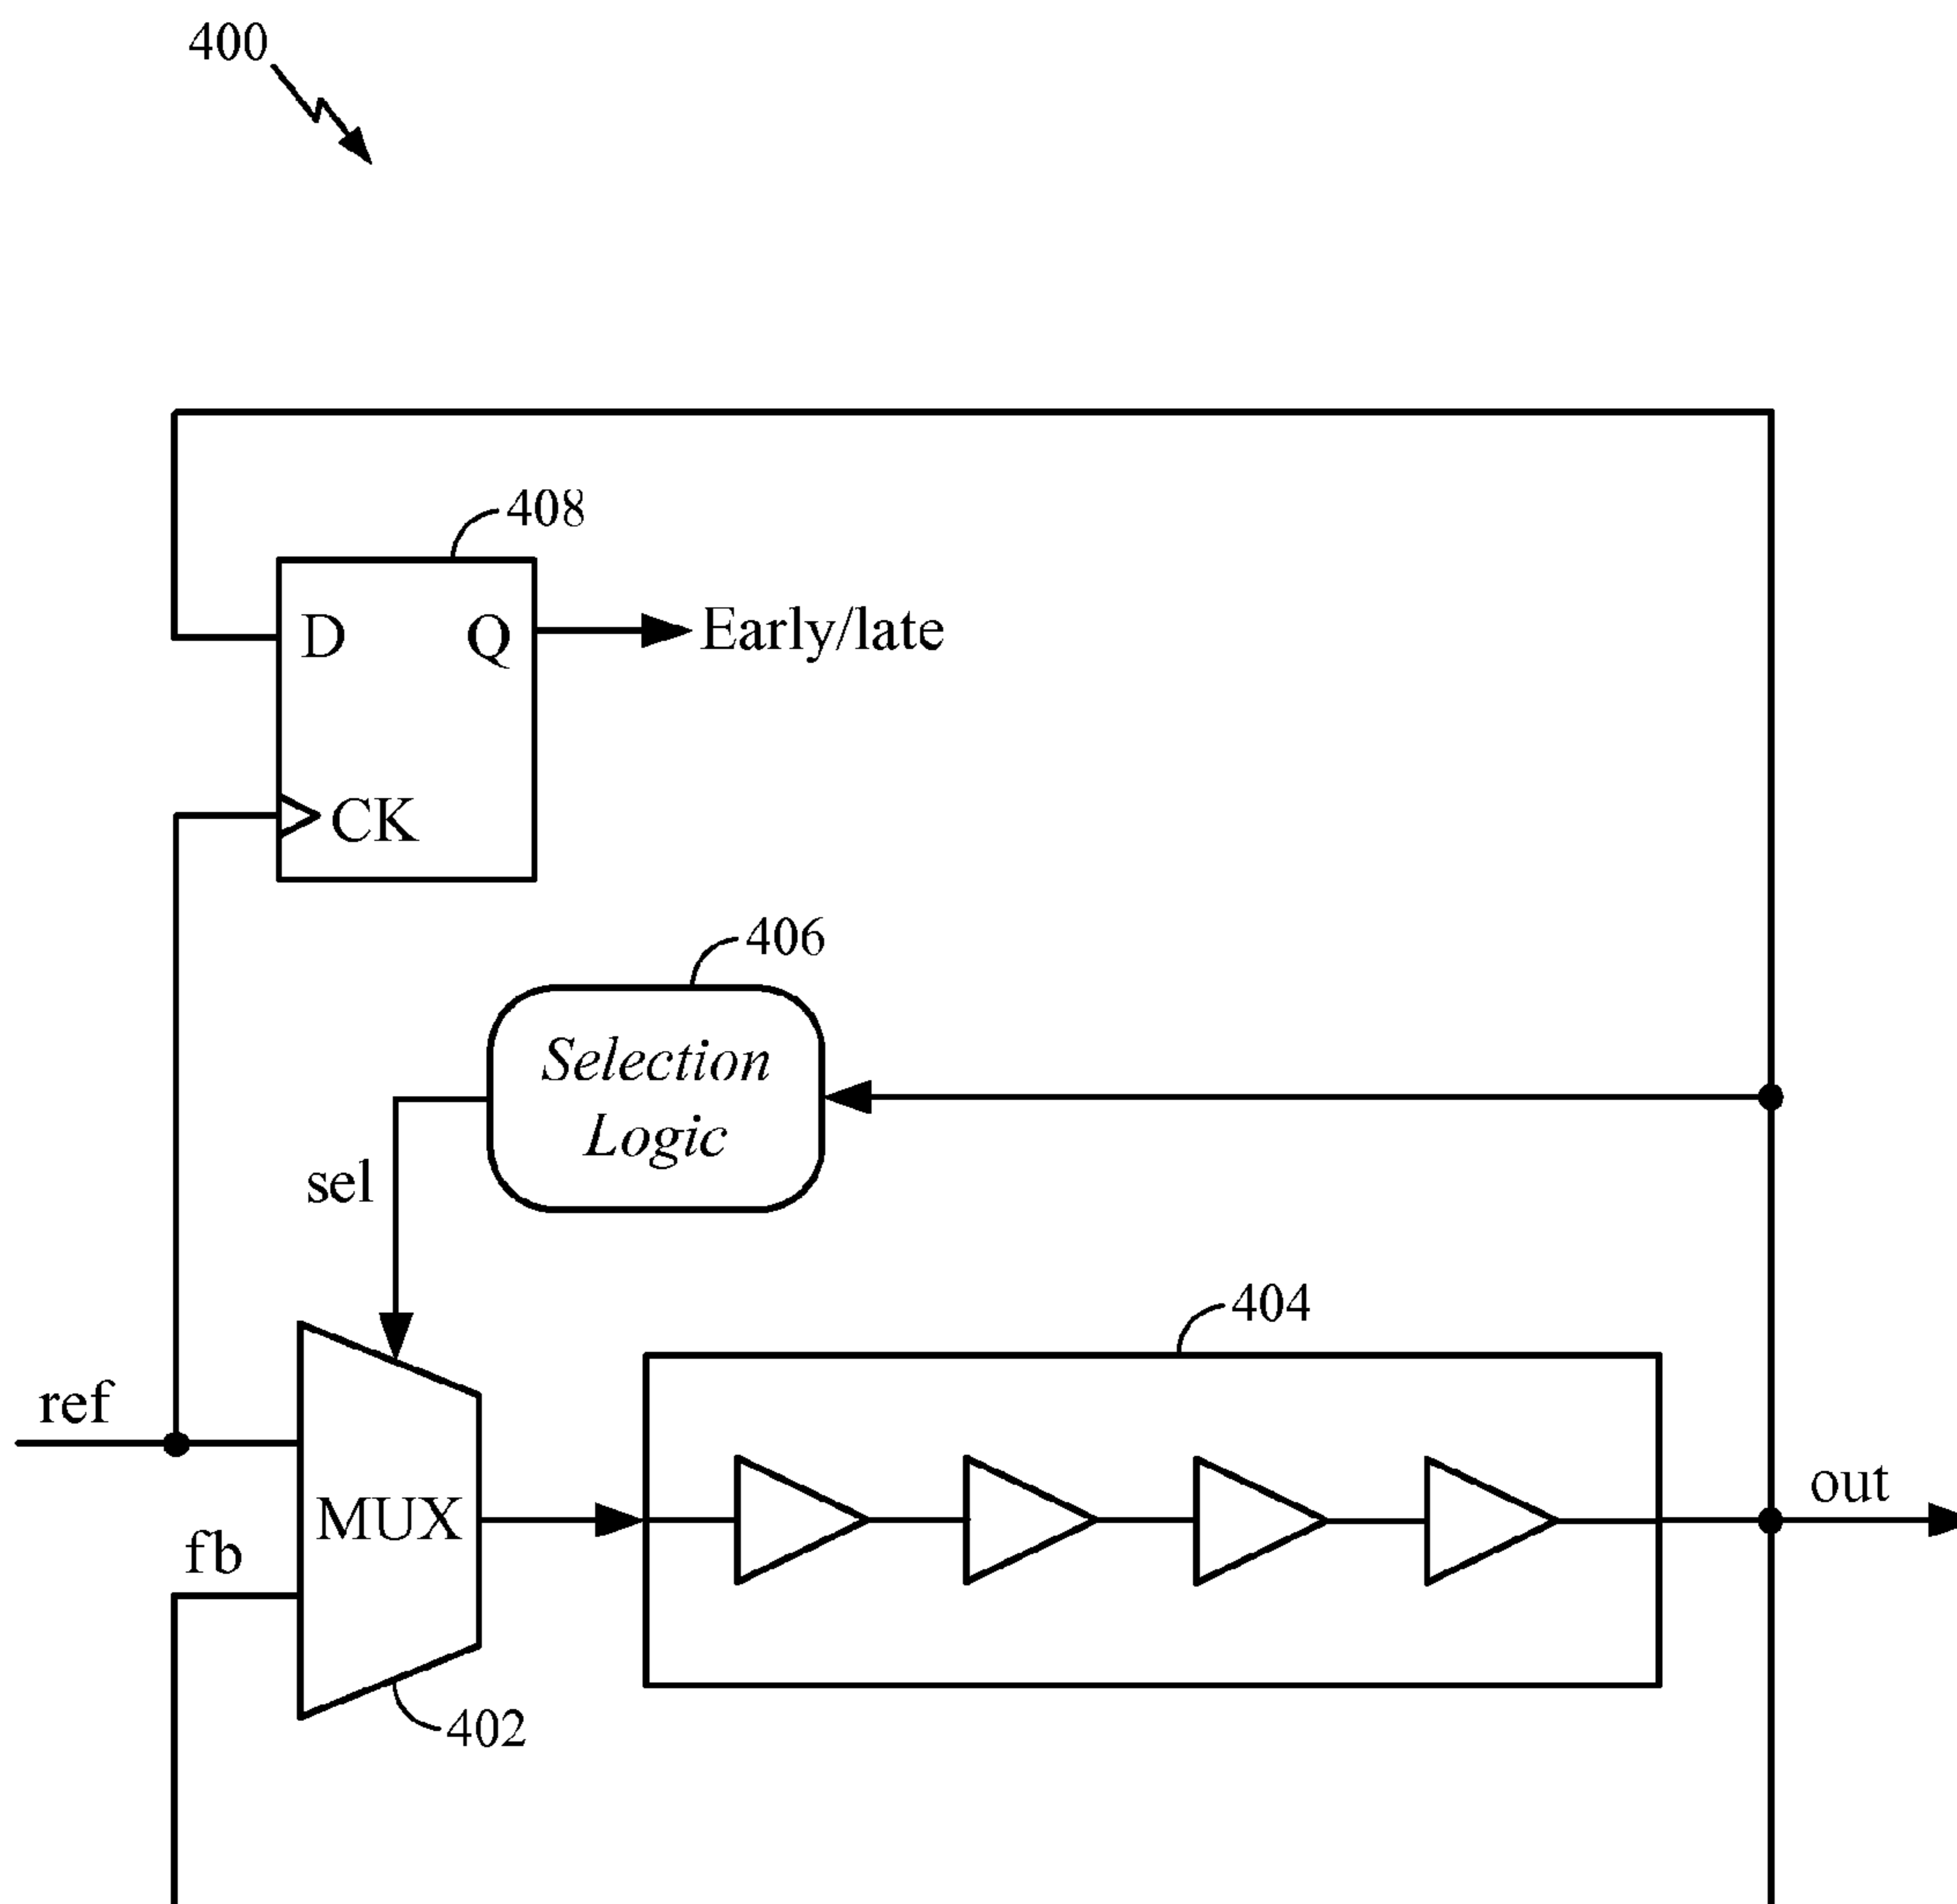 400
408
D Q
Early/late
CK
406
Selection
Logic
sel
404
ref
out
MUX
fb
402